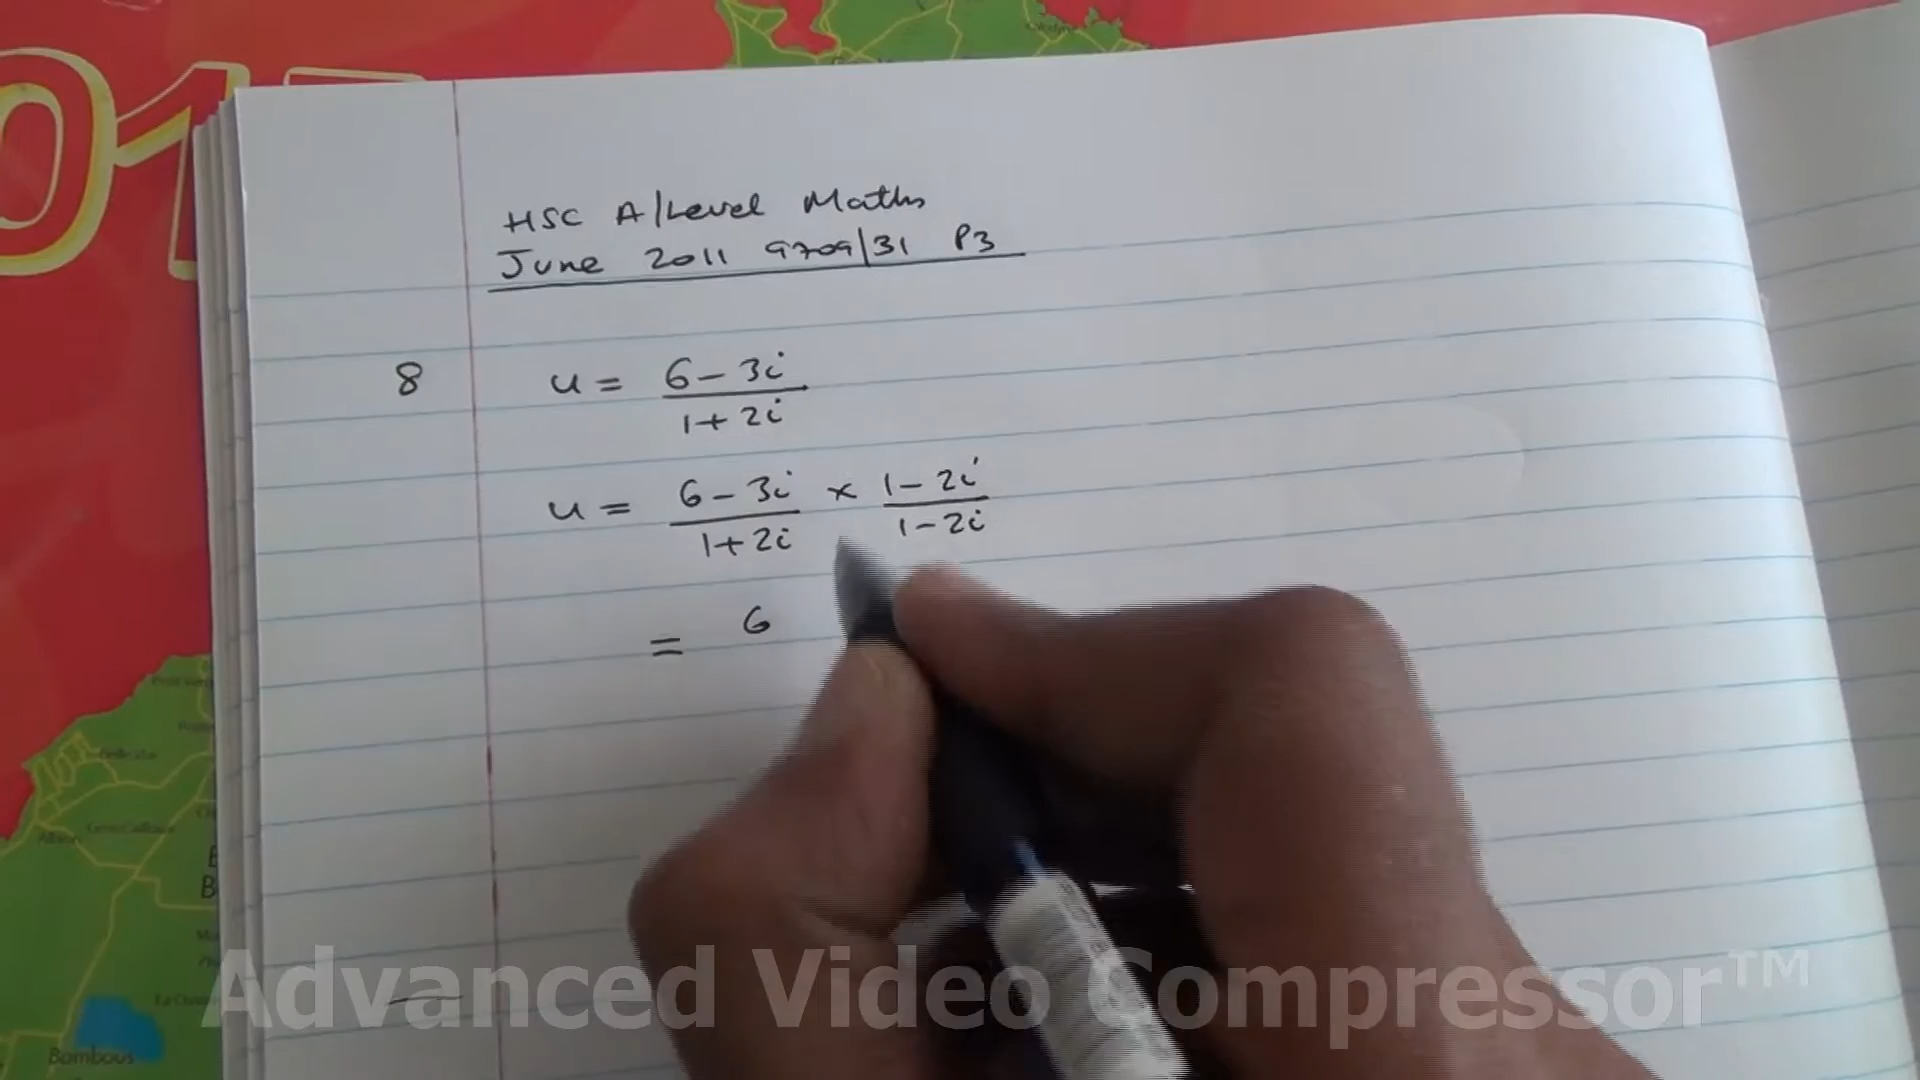 HSC A/Level Maths
June 2011 9709/31 P3
8 u = 6 - 3i / 1 + 2i
u = 6 - 3i / 1 + 2i × 1 - 2i / 1 - 2i
= 6
Advanced Video Compressor™
Bombous